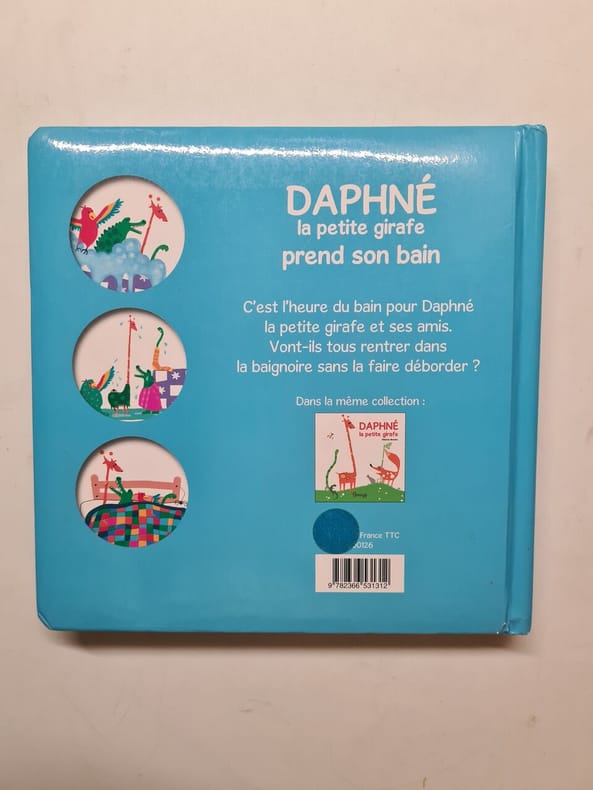 DAPHNÉ
la petite girafe
prend son bain
C'est l'heure du bain pour Daphné
la petite girafe et ses amis.
Vont-ils tous rentrer dans
la baignoire sans la faire déborder ?
Dans la même collection :
DAPHNÉ
la petite girafe
France TTC
0126
9 782366 531312